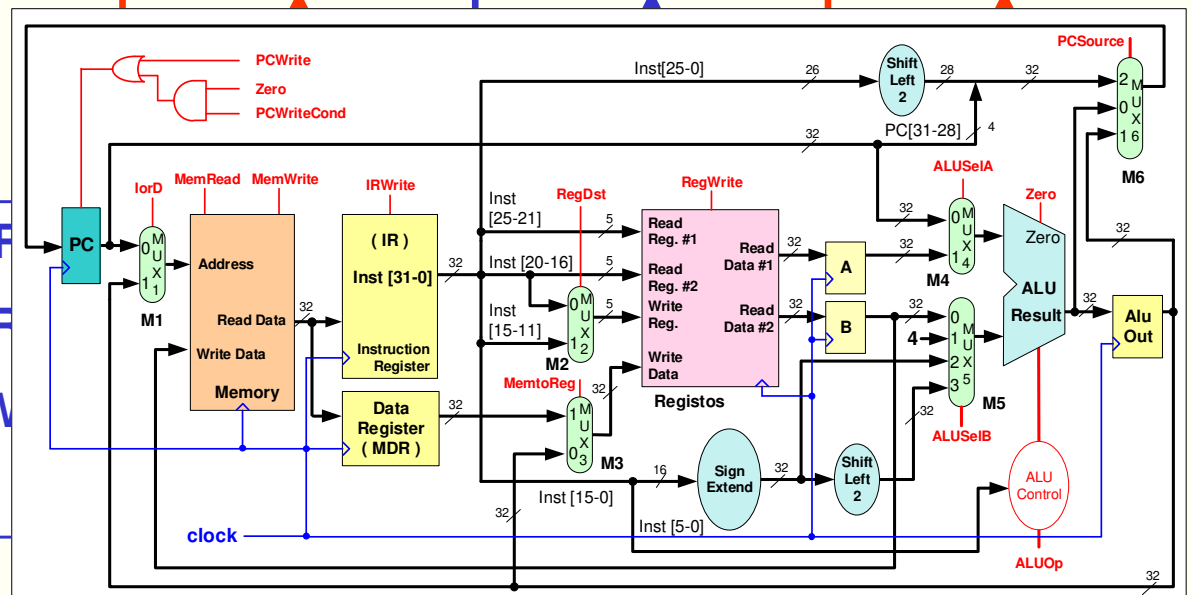 PCSource
PCWrite
Zero
PCWriteCond
Inst[25-0]
26
Shift
Left
2
28
32
2
0
1
M
U
X
6
M6
PC[31-28]
4
32
IorD
MemRead
MemWrite
IRWrite
RegDst
RegWrite
ALUSelA
Zero
PC
0
1
M
U
X
1
M1
Address
Read Data
Write Data
Memory
32
( IR )
Inst [31-0]
Instruction
Register
32
Data
Register
( MDR )
32
Inst
[25-21]
5
Inst [20-16]
5
Inst
[15-11]
0
1
M
U
X
2
M2
5
MemtoReg
1
0
M
U
X
3
M3
32
Read
Reg. #1
Read
Reg. #2
Write
Reg.
Write
Data
Read
Data #1
Read
Data #2
Registos
32
32
A
B
32
32
32
0
1
M
U
X
4
M4
0
1
2
3
M
U
X
5
M5
4
32
ALUSelB
Zero
ALU
Result
32
32
Alu
Out
Inst [15-0]
16
Sign
Extend
32
Shift
Left
2
ALU
Control
ALUOp
Inst [5-0]
32
clock
32